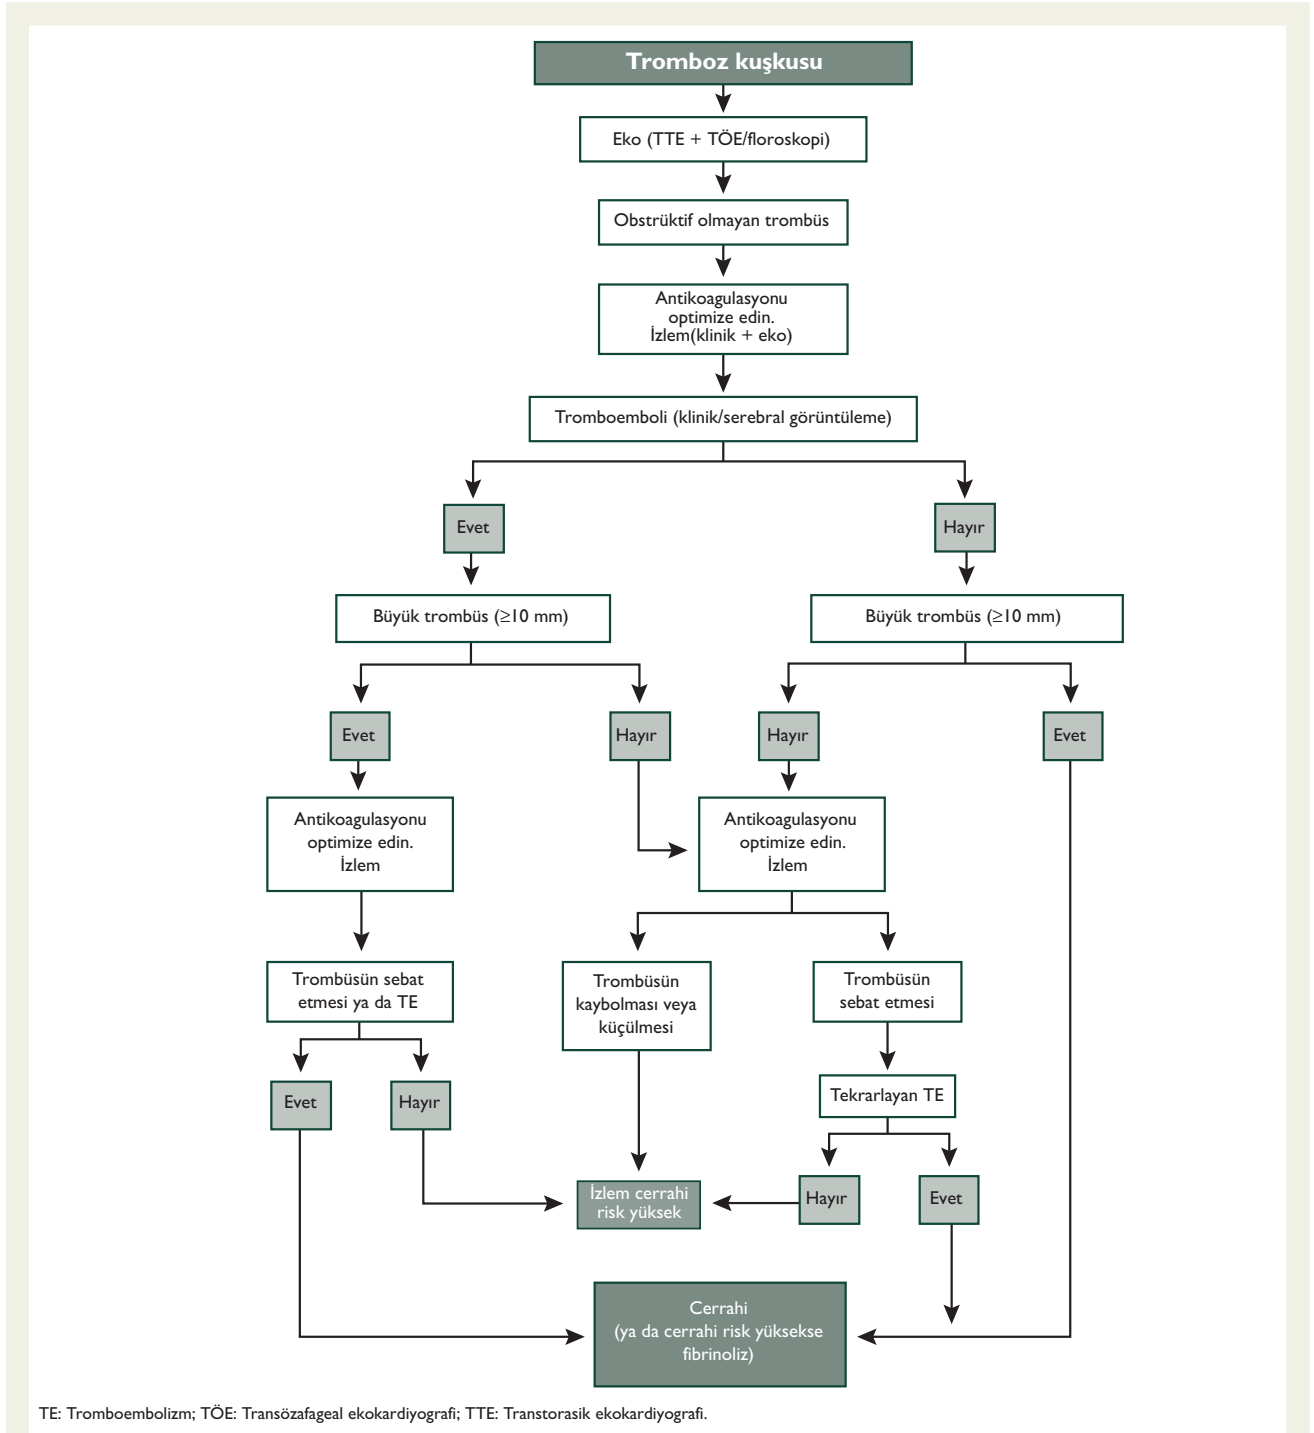 Tromboz kuşkusu
Eko (TTE + TÖE/floroskopi)
Obstrüktif olmayan trombüs
Antikoagulasyonu
optimize edin.
İzlem(klinik + eko)
Tromboemboli (klinik/serebral görüntüleme)
Evet
Hayır
Büyük trombüs (≥10 mm)
Büyük trombüs (≥10 mm)
Evet
Hayır
Hayır
Evet
Antikoagulasyonu
optimize edin.
İzlem
Antikoagulasyonu
optimize edin.
İzlem
Trombüsün sebat
etmesi ya da TE
Trombüsün
kaybolması veya
küçülmesi
Trombüsün
sebat etmesi
Tekrarlayan TE
Evet
Hayır
Hayır
Evet
İzlem cerrahi
risk yüksek
Cerrahi
(ya da cerrahi risk yüksekse
fibrinoliz)
TE: Tromboembolizm; TÖE: Transözafageal ekokardiyografi; TTE: Transtorasik ekokardiyografi.